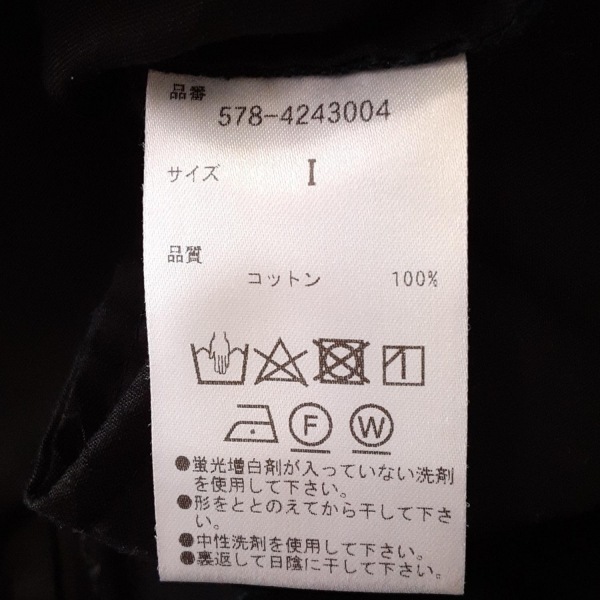 品番
578-4243004
サイズ I
品質
コットン 100%
F W
●蛍光増白剤が入っていない洗剤
を使用して下さい。
●形をととのえてから干して下さ
い。
●中性洗剤を使用して下さい。
●裏返して日陰に干して下さい。